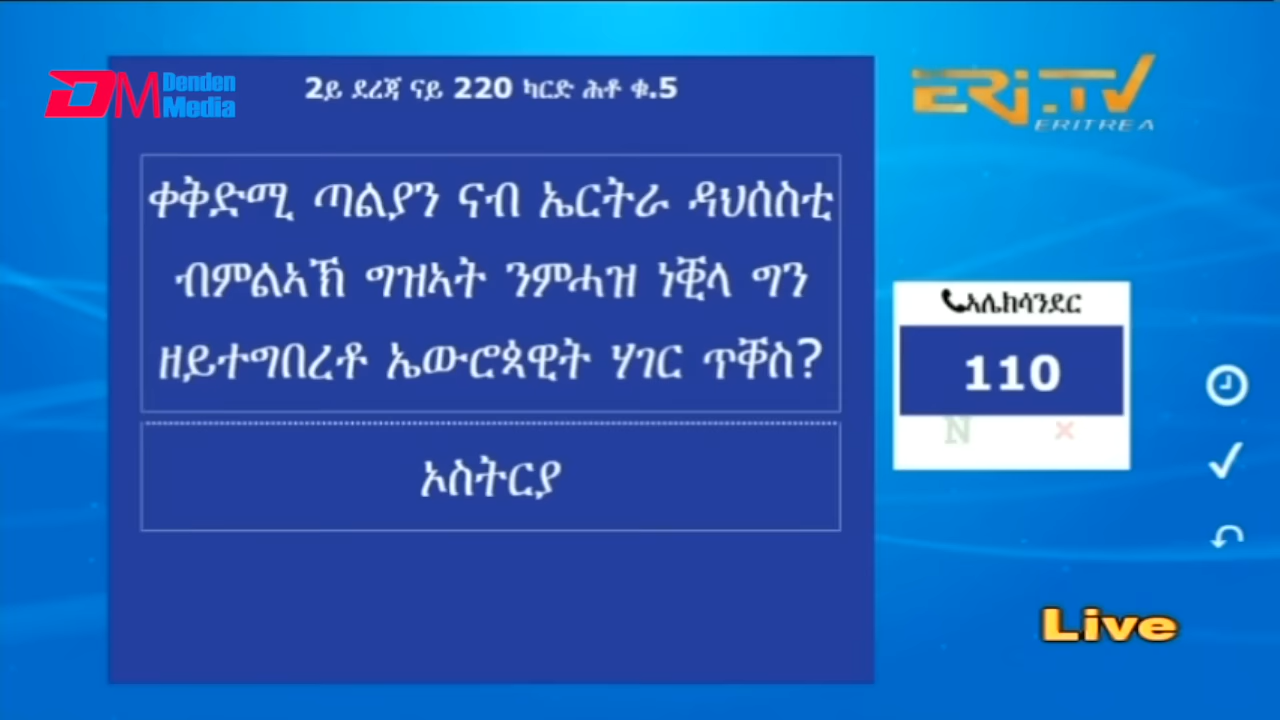 DM Denden
Media
2ይ ደረጃ ናይ 220 ካርድ ሕቶ ቁ.5
ERi.TV
ERITREA
ቀቅድሚ ጣልያን ናብ ኤርትራ ዳህሰስቲ
ብምልኣኽ ግዝኣት ንምሓዝ ነቒላ ግን
ዘይተግበረቶ ኤውሮጳዊት ሃገር ጥቐስ?
ኦስትርያ
ኣሌክሳንደር
110
N ×
Live